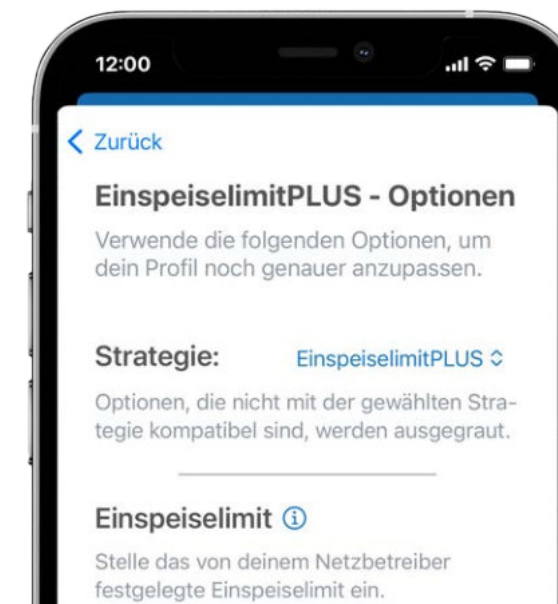 12:00
Zurück
EinspeiselimitPLUS - Optionen
Verwende die folgenden Optionen, um
dein Profil noch genauer anzupassen.
Strategie: EinspeiselimitPLUS
Optionen, die nicht mit der gewählten Stra-
tegie kompatibel sind, werden ausgegraut.
Einspeiselimit
Stelle das von deinem Netzbetreiber
festgelegte Einspeiselimit ein.